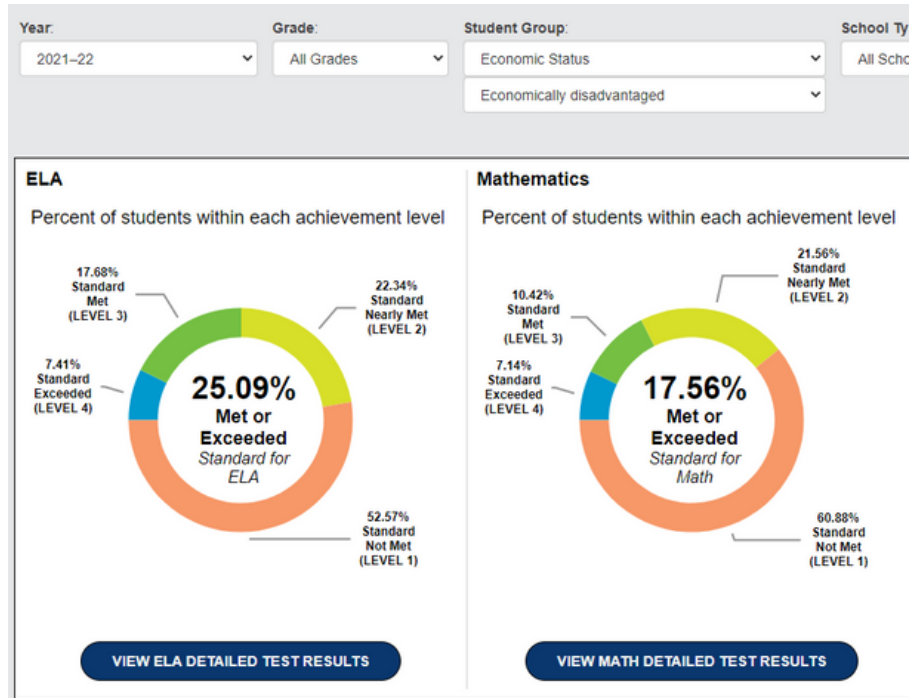 Year:
Grade:
Student Group:
School Ty
2021–22
All Grades
Economic Status
All Scho
Economically disadvantaged
ELA
Percent of students within each achievement level
17.68%
Standard
Met
(LEVEL 3)
22.34%
Standard
Nearly Met
(LEVEL 2)
7.41%
Standard
Exceeded
(LEVEL 4)
25.09%
Met or
Exceeded
Standard for
ELA
52.57%
Standard
Not Met
(LEVEL 1)
VIEW ELA DETAILED TEST RESULTS
Mathematics
Percent of students within each achievement level
21.56%
Standard
Nearly Met
(LEVEL 2)
10.42%
Standard
Met
(LEVEL 3)
7.14%
Standard
Exceeded
(LEVEL 4)
17.56%
Met or
Exceeded
Standard for
Math
60.88%
Standard
Not Met
(LEVEL 1)
VIEW MATH DETAILED TEST RESULTS